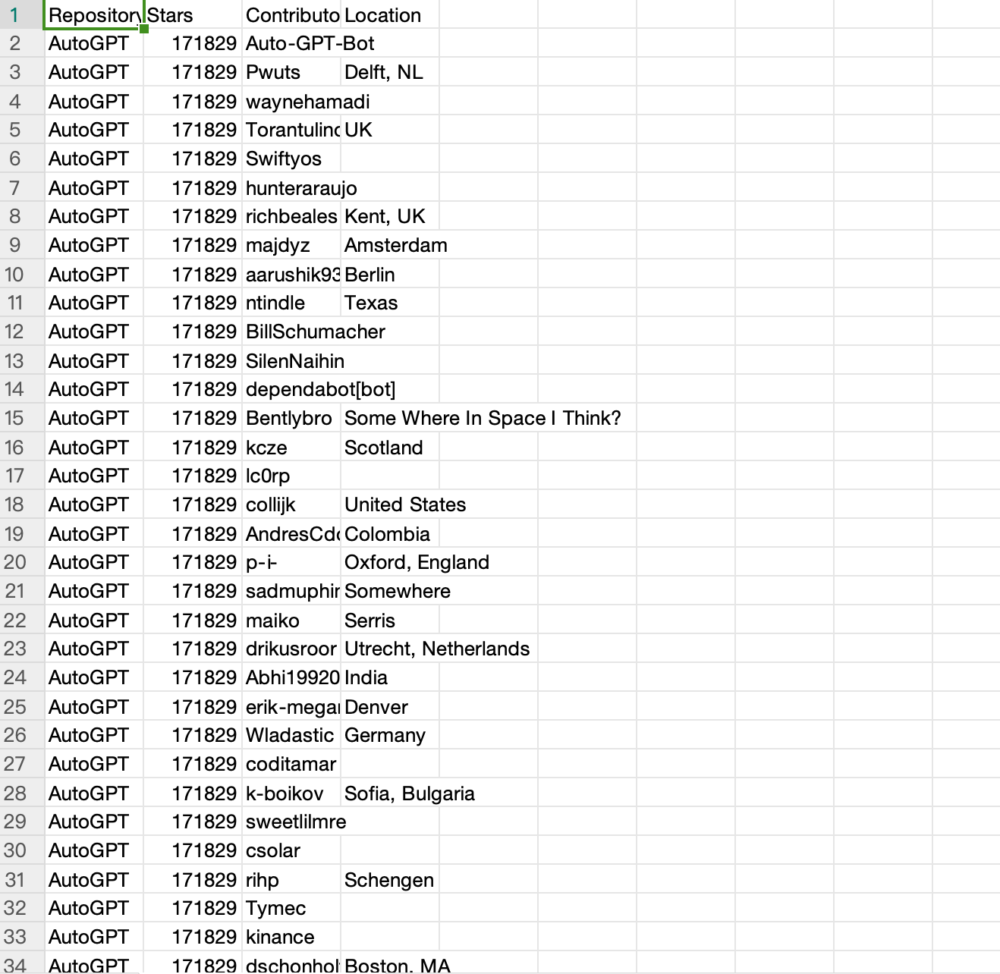 1 Repository Stars Contributo Location
2 AutoGPT 171829 Auto-GPT-Bot
3 AutoGPT 171829 Pwuts Delft, NL
4 AutoGPT 171829 waynehamadi
5 AutoGPT 171829 Torantulino UK
6 AutoGPT 171829 Swiftyos
7 AutoGPT 171829 hunteraraujo
8 AutoGPT 171829 richbeales Kent, UK
9 AutoGPT 171829 majdyz Amsterdam
10 AutoGPT 171829 aarushik93 Berlin
11 AutoGPT 171829 ntindle Texas
12 AutoGPT 171829 BillSchumacher
13 AutoGPT 171829 SilenNaihin
14 AutoGPT 171829 dependabot[bot]
15 AutoGPT 171829 Bentlybro Some Where In Space I Think?
16 AutoGPT 171829 kcze Scotland
17 AutoGPT 171829 lc0rp
18 AutoGPT 171829 collijk United States
19 AutoGPT 171829 AndresCdo Colombia
20 AutoGPT 171829 p-i- Oxford, England
21 AutoGPT 171829 sadmuphin Somewhere
22 AutoGPT 171829 maiko Serris
23 AutoGPT 171829 drikusroor Utrecht, Netherlands
24 AutoGPT 171829 Abhi19920 India
25 AutoGPT 171829 erik-megar Denver
26 AutoGPT 171829 Wladastic Germany
27 AutoGPT 171829 coditamar
28 AutoGPT 171829 k-boikov Sofia, Bulgaria
29 AutoGPT 171829 sweetlilmre
30 AutoGPT 171829 csolar
31 AutoGPT 171829 rihp Schengen
32 AutoGPT 171829 Tymec
33 AutoGPT 171829 kinance
34 AutoGPT 171829 dschonhol Boston, MA